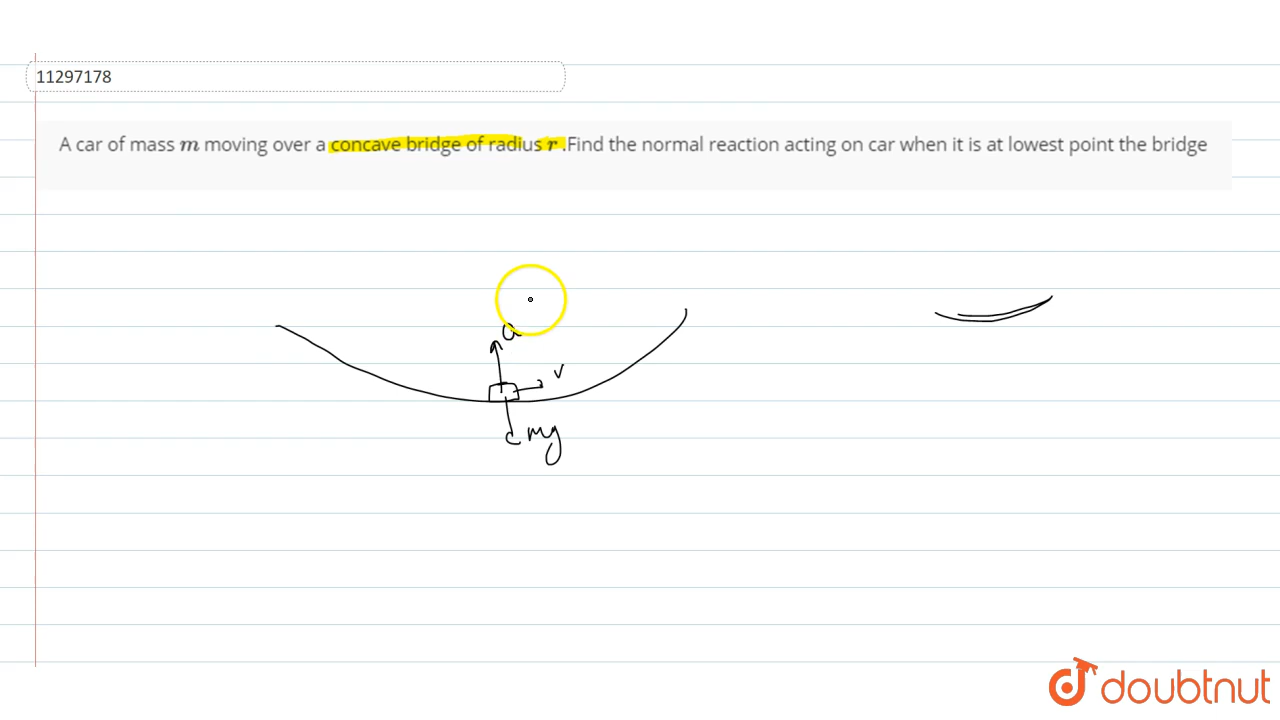 11297178
A car of mass m moving over a concave bridge of radius r .Find the normal reaction acting on car when it is at lowest point the bridge
a
v
mg
doubtnut